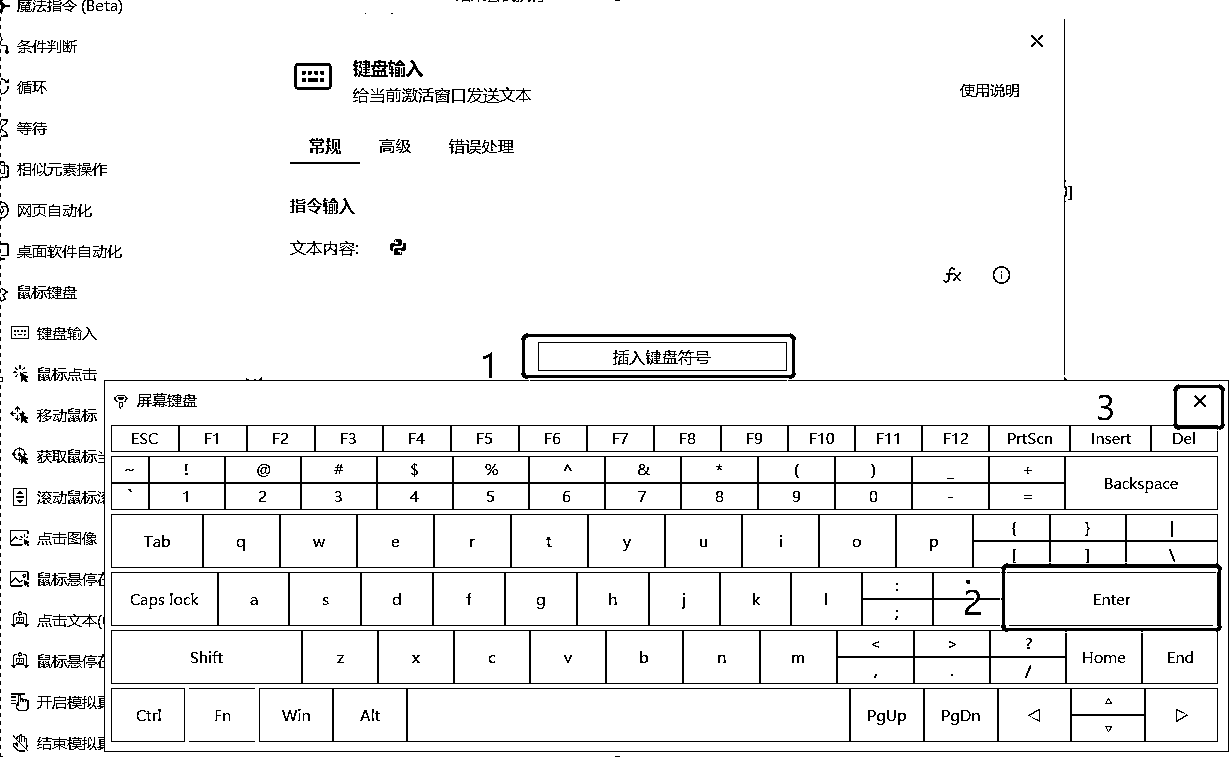 魔法指令 (Beta)
条件判断
循环
等待
相似元素操作
网页自动化
桌面软件自动化
鼠标键盘
键盘输入
鼠标点击
移动鼠标
获取鼠标
滚动鼠标
点击图像
鼠标悬停在
点击文本(
鼠标悬停在
开启模拟
结束模拟
键盘输入
给当前激活窗口发送文本
使用说明
常规 高级 错误处理
指令输入
文本内容:
fx
1
插入键盘符号
屏幕键盘
3
ESC F1 F2 F3 F4 F5 F6 F7 F8 F9 F10 F11 F12 PrtScn Insert Del
~ ! @ # $ % ^ & * ( ) _ +
` 1 2 3 4 5 6 7 8 9 0 - = Backspace
Tab q w e r t y u i o p { } |
[ ] \
Caps lock a s d f g h j k l : ; 2 Enter
Shift z x c v b n m < > ? Home End
, . /
Ctrl Fn Win Alt PgUp PgDn